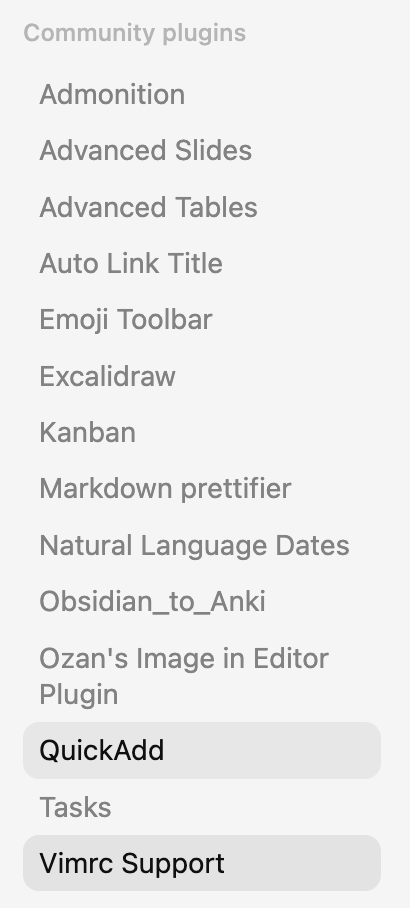 Community plugins
Admonition
Advanced Slides
Advanced Tables
Auto Link Title
Emoji Toolbar
Excalidraw
Kanban
Markdown prettifier
Natural Language Dates
Obsidian_to_Anki
Ozan's Image in Editor
Plugin
QuickAdd
Tasks
Vimrc Support